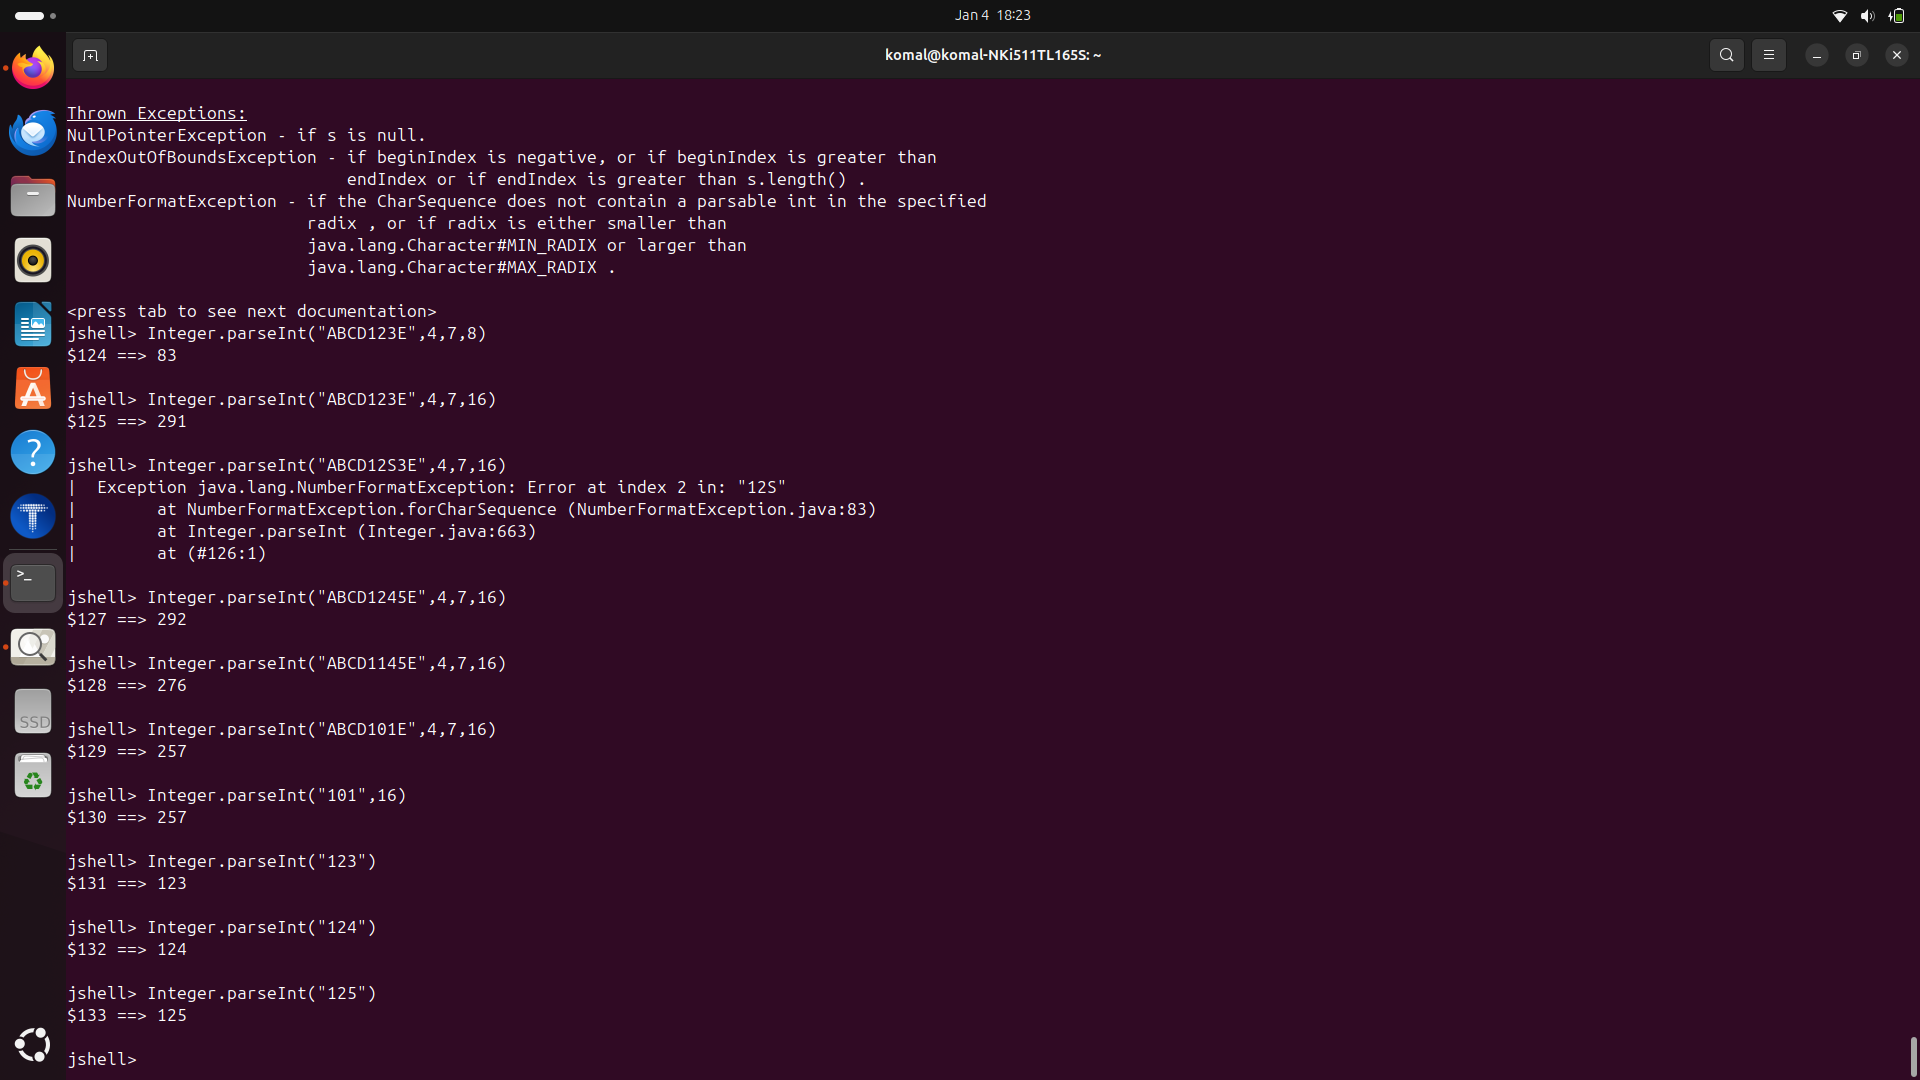 Jan 4 18:23
komal@komal-NKi511TL165S: ~
Thrown Exceptions:
NullPointerException - if s is null.
IndexOutOfBoundsException - if beginIndex is negative, or if beginIndex is greater than
endIndex or if endIndex is greater than s.length() .
NumberFormatException - if the CharSequence does not contain a parsable int in the specified
radix , or if radix is either smaller than
java.lang.Character#MIN_RADIX or larger than
java.lang.Character#MAX_RADIX .
<press tab to see next documentation>
jshell> Integer.parseInt("ABCD123E",4,7,8)
$124 ==> 83
jshell> Integer.parseInt("ABCD123E",4,7,16)
$125 ==> 291
jshell> Integer.parseInt("ABCD12S3E",4,7,16)
|  Exception java.lang.NumberFormatException: Error at index 2 in: "12S"
|        at NumberFormatException.forCharSequence (NumberFormatException.java:83)
|        at Integer.parseInt (Integer.java:663)
|        at (#126:1)
jshell> Integer.parseInt("ABCD1245E",4,7,16)
$127 ==> 292
jshell> Integer.parseInt("ABCD1145E",4,7,16)
$128 ==> 276
jshell> Integer.parseInt("ABCD101E",4,7,16)
$129 ==> 257
jshell> Integer.parseInt("101",16)
$130 ==> 257
jshell> Integer.parseInt("123")
$131 ==> 123
jshell> Integer.parseInt("124")
$132 ==> 124
jshell> Integer.parseInt("125")
$133 ==> 125
jshell>
SSD